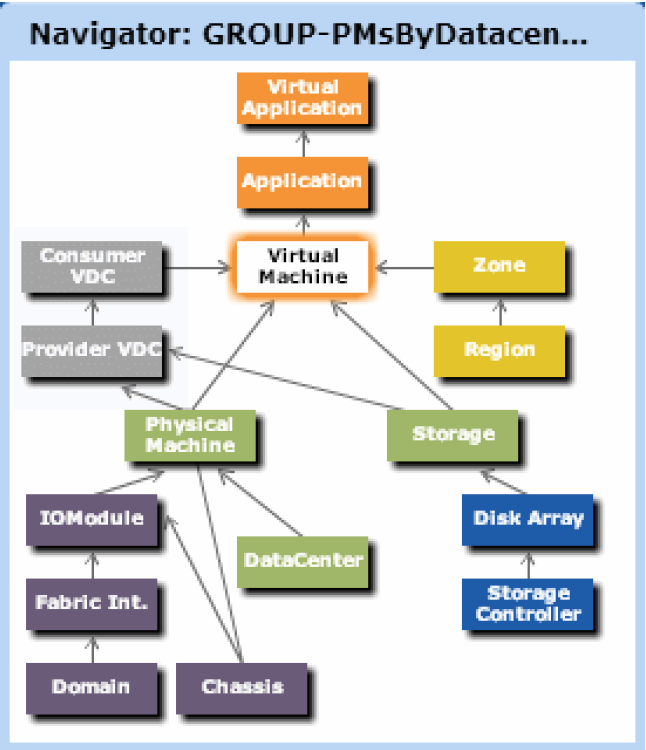 Navigator: GROUP-PMsByDatacen...
Virtual
Application
Application
Consumer
VDC
Virtual
Machine
Zone
Provider VDC
Region
Physical
Machine
Storage
IOModule
Disk Array
DataCenter
Fabric Int.
Storage
Controller
Domain
Chassis